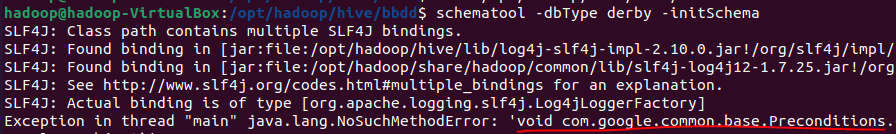 hadoop@hadoop-VirtualBox:/opt/hadoop/hive/bbdd$ schematool -dbType derby -initSchema
SLF4J: Class path contains multiple SLF4J bindings.
SLF4J: Found binding in [jar:file:/opt/hadoop/hive/lib/log4j-slf4j-impl-2.10.0.jar!/org/slf4j/impl/
SLF4J: Found binding in [jar:file:/opt/hadoop/share/hadoop/common/lib/slf4j-log4j12-1.7.25.jar!/org
SLF4J: See http://www.slf4j.org/codes.html#multiple_bindings for an explanation.
SLF4J: Actual binding is of type [org.apache.logging.slf4j.Log4jLoggerFactory]
Exception in thread "main" java.lang.NoSuchMethodError: 'void com.google.common.base.Preconditions.